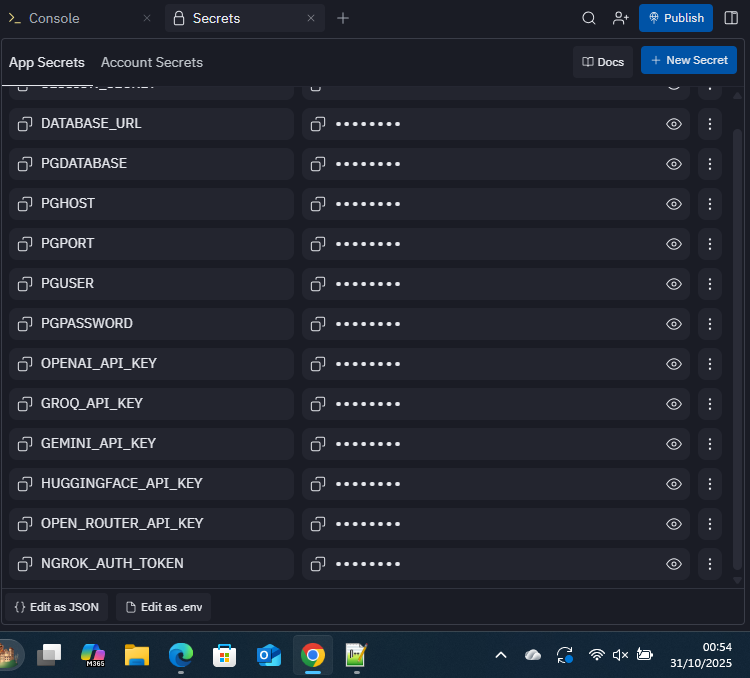 Console
Secrets
Publish
App Secrets
Account Secrets
Docs
New Secret
DATABASE_URL
PGDATABASE
PGHOST
PGPORT
PGUSER
PGPASSWORD
OPENAI_API_KEY
GROQ_API_KEY
GEMINI_API_KEY
HUGGINGFACE_API_KEY
OPEN_ROUTER_API_KEY
NGROK_AUTH_TOKEN
{} Edit as JSON
Edit as .env
M365
00:54
31/10/2025